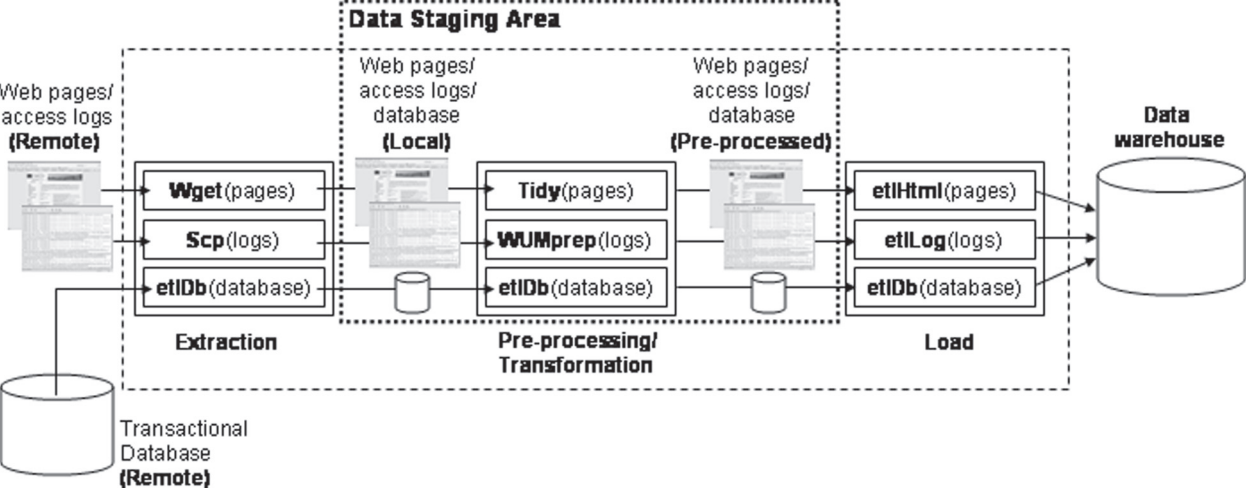 Data Staging Area
Web pages/
access logs
(Remote)
Web pages/
access logs/
database
(Local)
Web pages/
access logs/
database
(Pre-processed)
Data
warehouse
Wget(pages)
Scp(logs)
etlDb(database)
Extraction
Tidy(pages)
WUMprep(logs)
etlDb(database)
Pre-processing/
Transformation
etlHtml(pages)
etlLog(logs)
etlDb(database)
Load
Transactional
Database
(Remote)